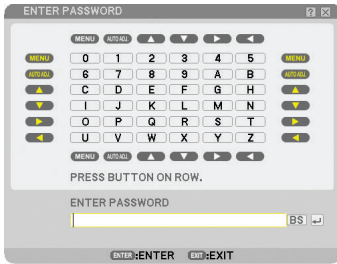 ENTER PASSWORD
MENU AUTO ADJ.
MENU 0 1 2 3 4 5 MENU
AUTO ADJ. 6 7 8 9 A B AUTO ADJ.
C D E F G H
I J K L M N
O P Q R S T
U V W X Y Z
MENU AUTO ADJ.
PRESS BUTTON ON ROW.
ENTER PASSWORD
BS
ENTER :ENTER EXIT :EXIT